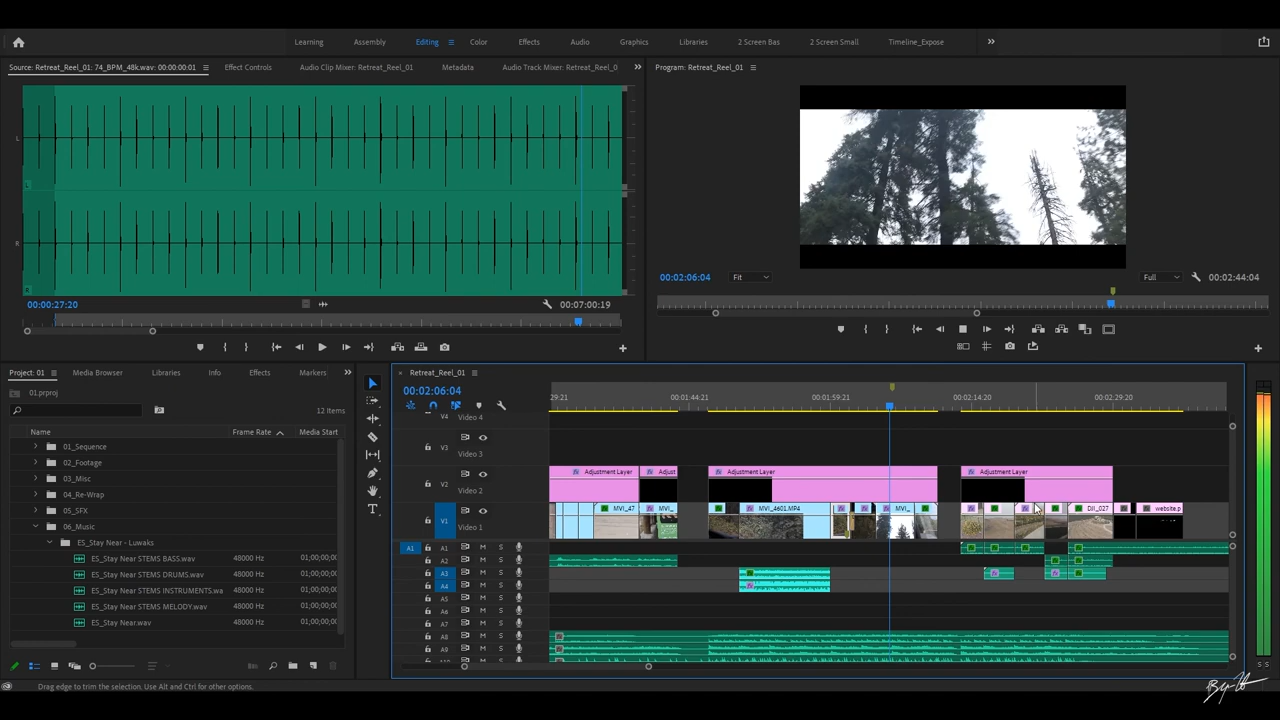 Learning Assembly Editing Color Effects Audio Graphics Libraries 2 Screen Bas 2 Screen Small Timeline_Expose
Source: Retreat_Reel_01: 74_BPM_48k.wav: 00:00:00:01 Effect Controls Audio Clip Mixer: Retreat_Reel_01 Metadata Audio Track Mixer: Retreat_Reel_0
Program: Retreat_Reel_01
L
R
00:00:27:20 00:07:00:19
00:02:06:04 Fit Full 00:02:44:04
Project: 01 Media Browser Libraries Info Effects Markers
01.prproj
12 Items
Name Frame Rate Media Start
01_Sequence
02_Footage
03_Misc
04_Re-Wrap
05_SFX
06_Music
ES_Stay Near - Luwaks
ES_Stay Near STEMS BASS.wav 48000 Hz 01;00;00;0
ES_Stay Near STEMS DRUMS.wav 48000 Hz 01;00;00;0
ES_Stay Near STEMS INSTRUMENTS.wa 48000 Hz 01;00;00;0
ES_Stay Near STEMS MELODY.wav 48000 Hz 01;00;00;0
ES_Stay Near.wav 48000 Hz 01;00;00;0
× Retreat_Reel_01
00:02:06:04
29:21 00:01:44:21 00:01:59:21 00:02:14:20 00:02:29:20
V4 Video 4
V3 Video 3
V2 Video 2
Adjustment Layer Adjust Adjustment Layer Adjustment Layer
V1 Video 1
MVI_47 MVI_ MVI_4601.MP4 MVI_ DJI_027 website.p
A1 A1 M S
A2 M S
A3 M S
A4 M S
A5 M S
A6 M S
A7 M S
A8 M S
A9 M S
S S
Drag edge to trim the selection. Use Alt and Ctrl for other options.